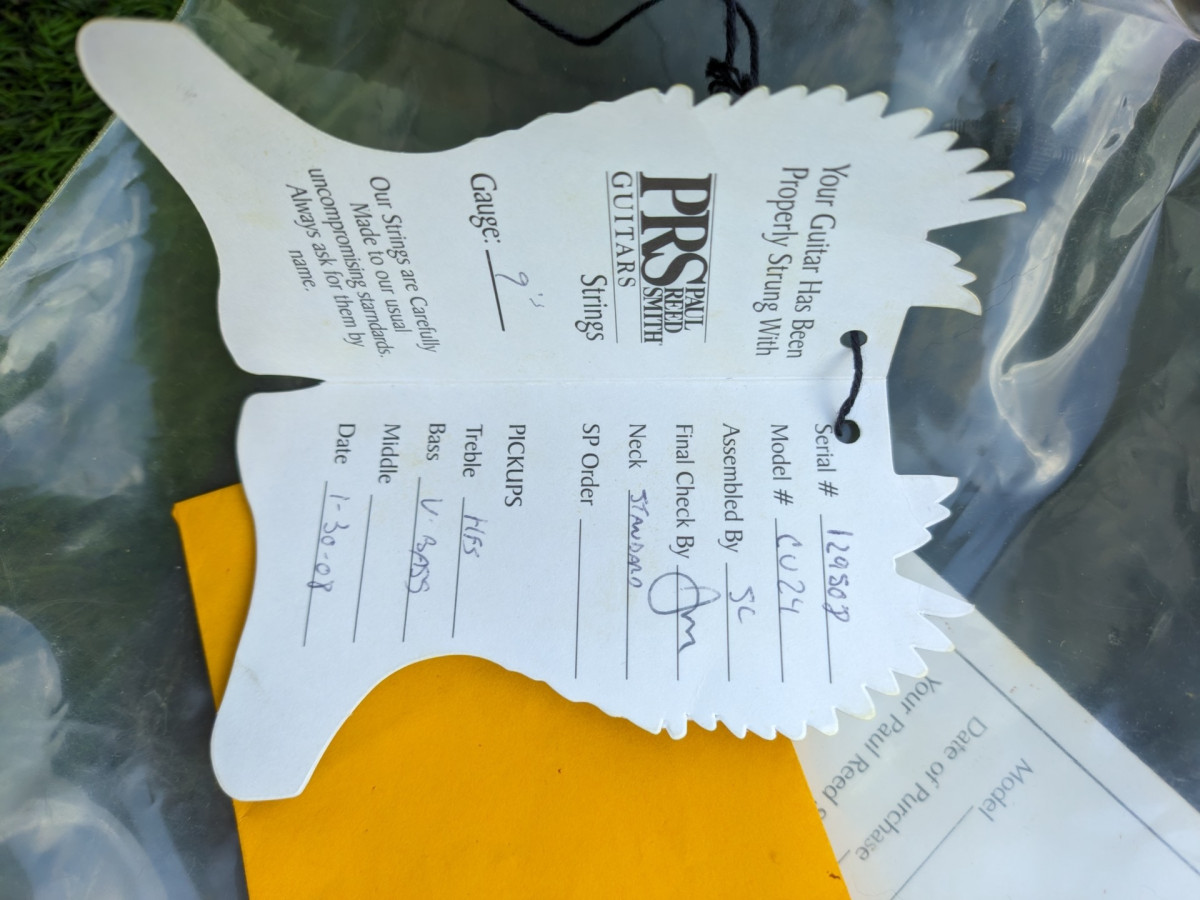 Your Guitar Has Been
Properly Strung With
PRS PAUL REED SMITH
GUITARS
Strings
Gauge: 9's
Our Strings are Carefully
Made to our usual
uncompromising starndards.
Always ask for them by
name.
Serial # 129508
Model # CU24
Assembled By SC
Final Check By
Neck STANDARD
SP Order
PICKUPS
Treble HFS
Bass V. BASS
Middle
Date 1-30-08
Model
Date of Purchase
Your Paul Reed